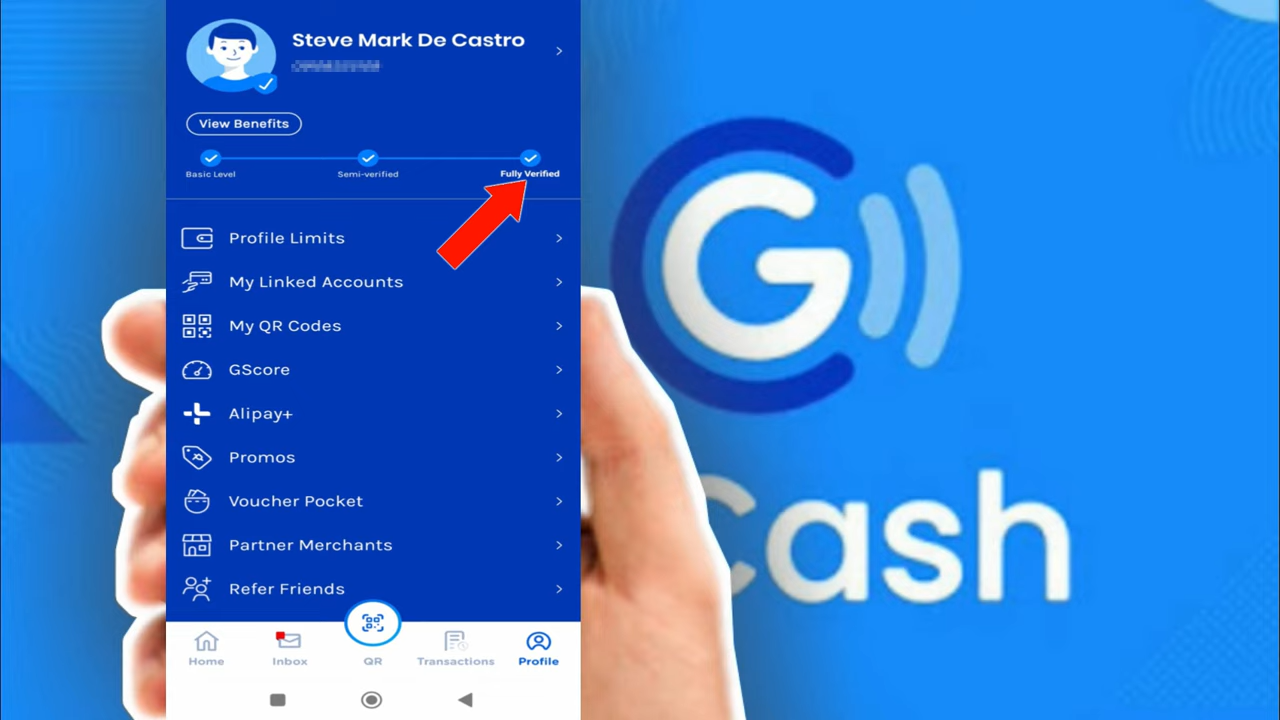 Steve Mark De Castro
View Benefits
Basic Level
Semi-verified
Fully Verified
Profile Limits
My Linked Accounts
My QR Codes
GScore
Alipay+
Promos
Voucher Pocket
Partner Merchants
Refer Friends
Home
Inbox
QR
Transactions
Profile
G
Cash